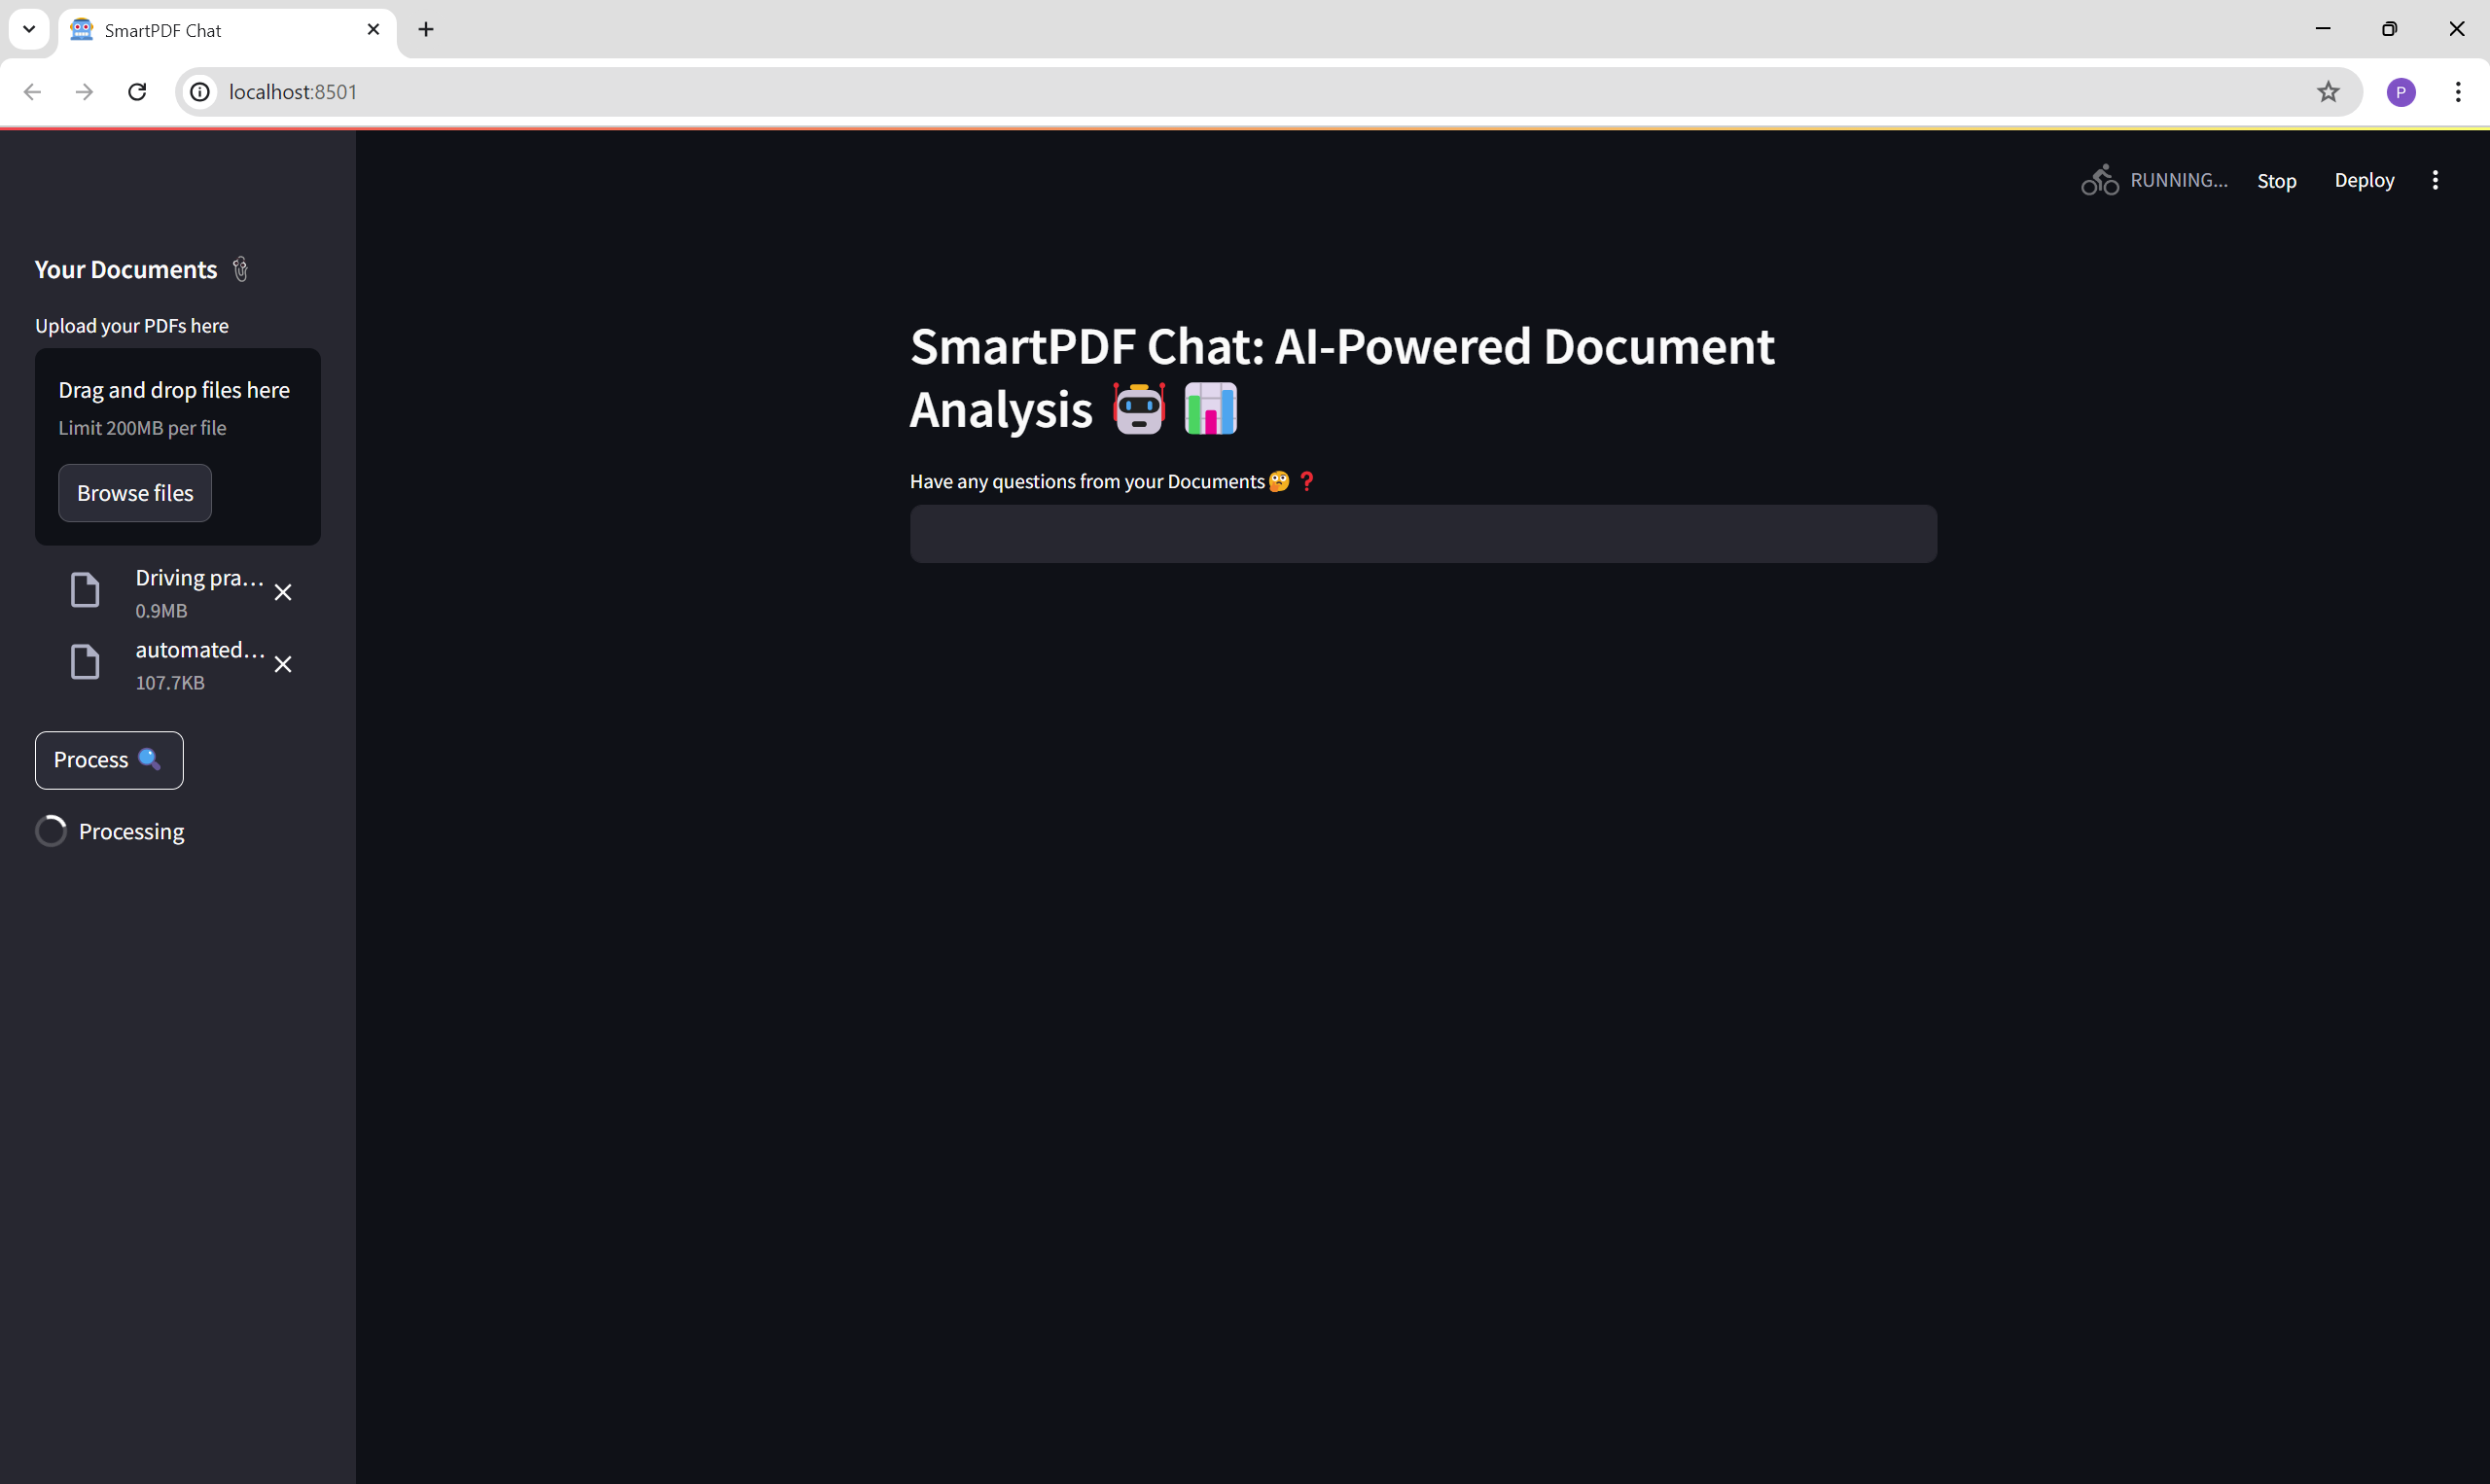 SmartPDF Chat
localhost:8501
RUNNING...
Stop
Deploy
Your Documents
Upload your PDFs here
Drag and drop files here
Limit 200MB per file
Browse files
Driving pra...
0.9MB
automated...
107.7KB
Process
Processing
SmartPDF Chat: AI-Powered Document
Analysis 🤖 📊
Have any questions from your Documents🤔❓
P